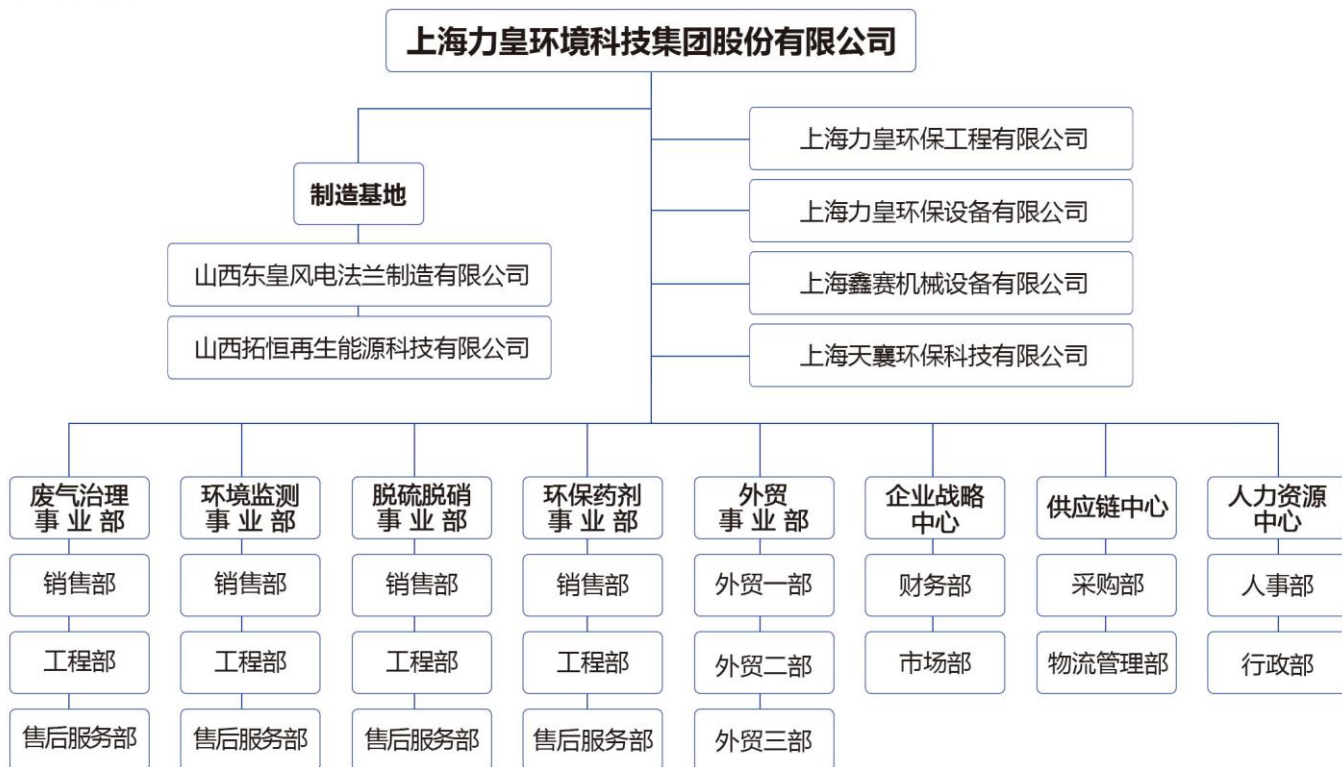 上海力皇环境科技集团股份有限公司
制造基地
山西东皇风电法兰制造有限公司
山西拓恒再生能源科技有限公司
上海力皇环保工程有限公司
上海力皇环保设备有限公司
上海鑫赛机械设备有限公司
上海天襄环保科技有限公司
废气治理
事业部
销售部
工程部
售后服务部
环境监测
事业部
销售部
工程部
售后服务部
脱硫脱硝
事业部
销售部
工程部
售后服务部
环保药剂
事业部
销售部
工程部
售后服务部
外贸
事业部
外贸一部
外贸二部
外贸三部
企业战略
中心
财务部
市场部
供应链中心
采购部
物流管理部
人力资源
中心
人事部
行政部